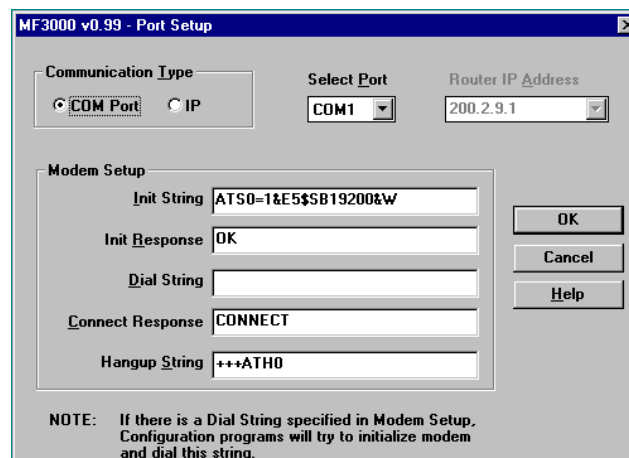 MF3000 v0.99 - Port Setup
Communication Type
COM Port IP
Select Port
COM1
Router IP Address
200.2.9.1
Modem Setup
Init String ATS0=1&E5$SB19200&W
Init Response OK
Dial String
Connect Response CONNECT
Hangup String +++ATH0
OK
Cancel
Help
NOTE: If there is a Dial String specified in Modem Setup,
Configuration programs will try to initialize modem
and dial this string.